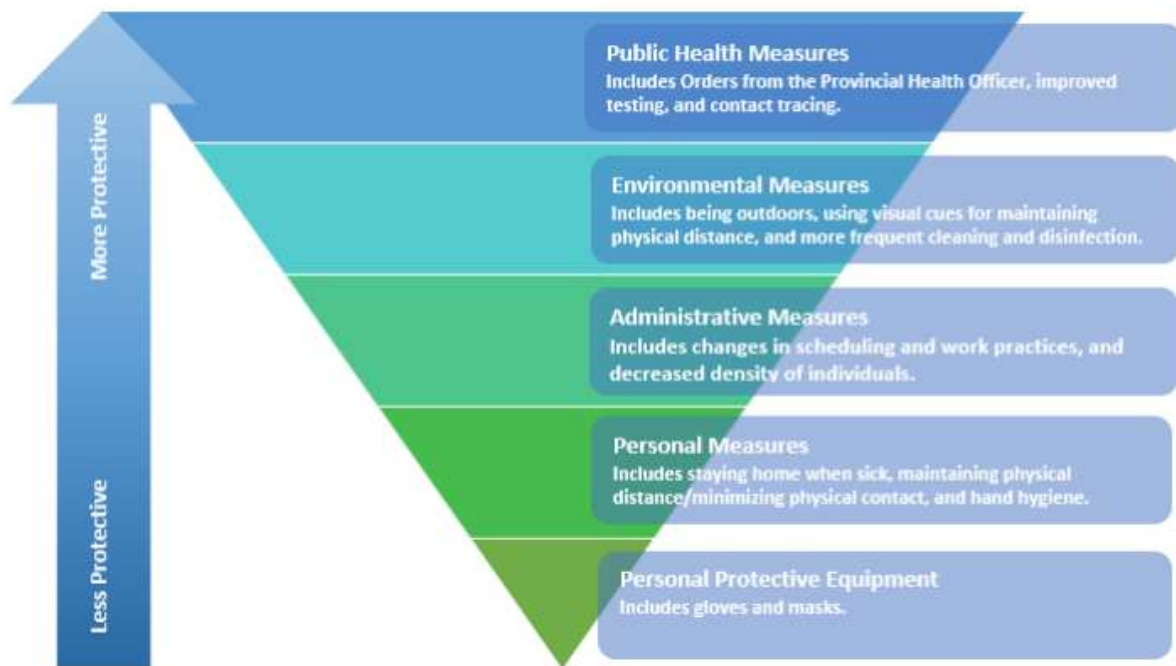 More Protective
Less Protective
Public Health Measures
Includes Orders from the Provincial Health Officer, improved
testing, and contact tracing.
Environmental Measures
Includes being outdoors, using visual cues for maintaining
physical distance, and more frequent cleaning and disinfection.
Administrative Measures
Includes changes in scheduling and work practices, and
decreased density of individuals.
Personal Measures
Includes staying home when sick, maintaining physical
distance/minimizing physical contact, and hand hygiene.
Personal Protective Equipment
Includes gloves and masks.